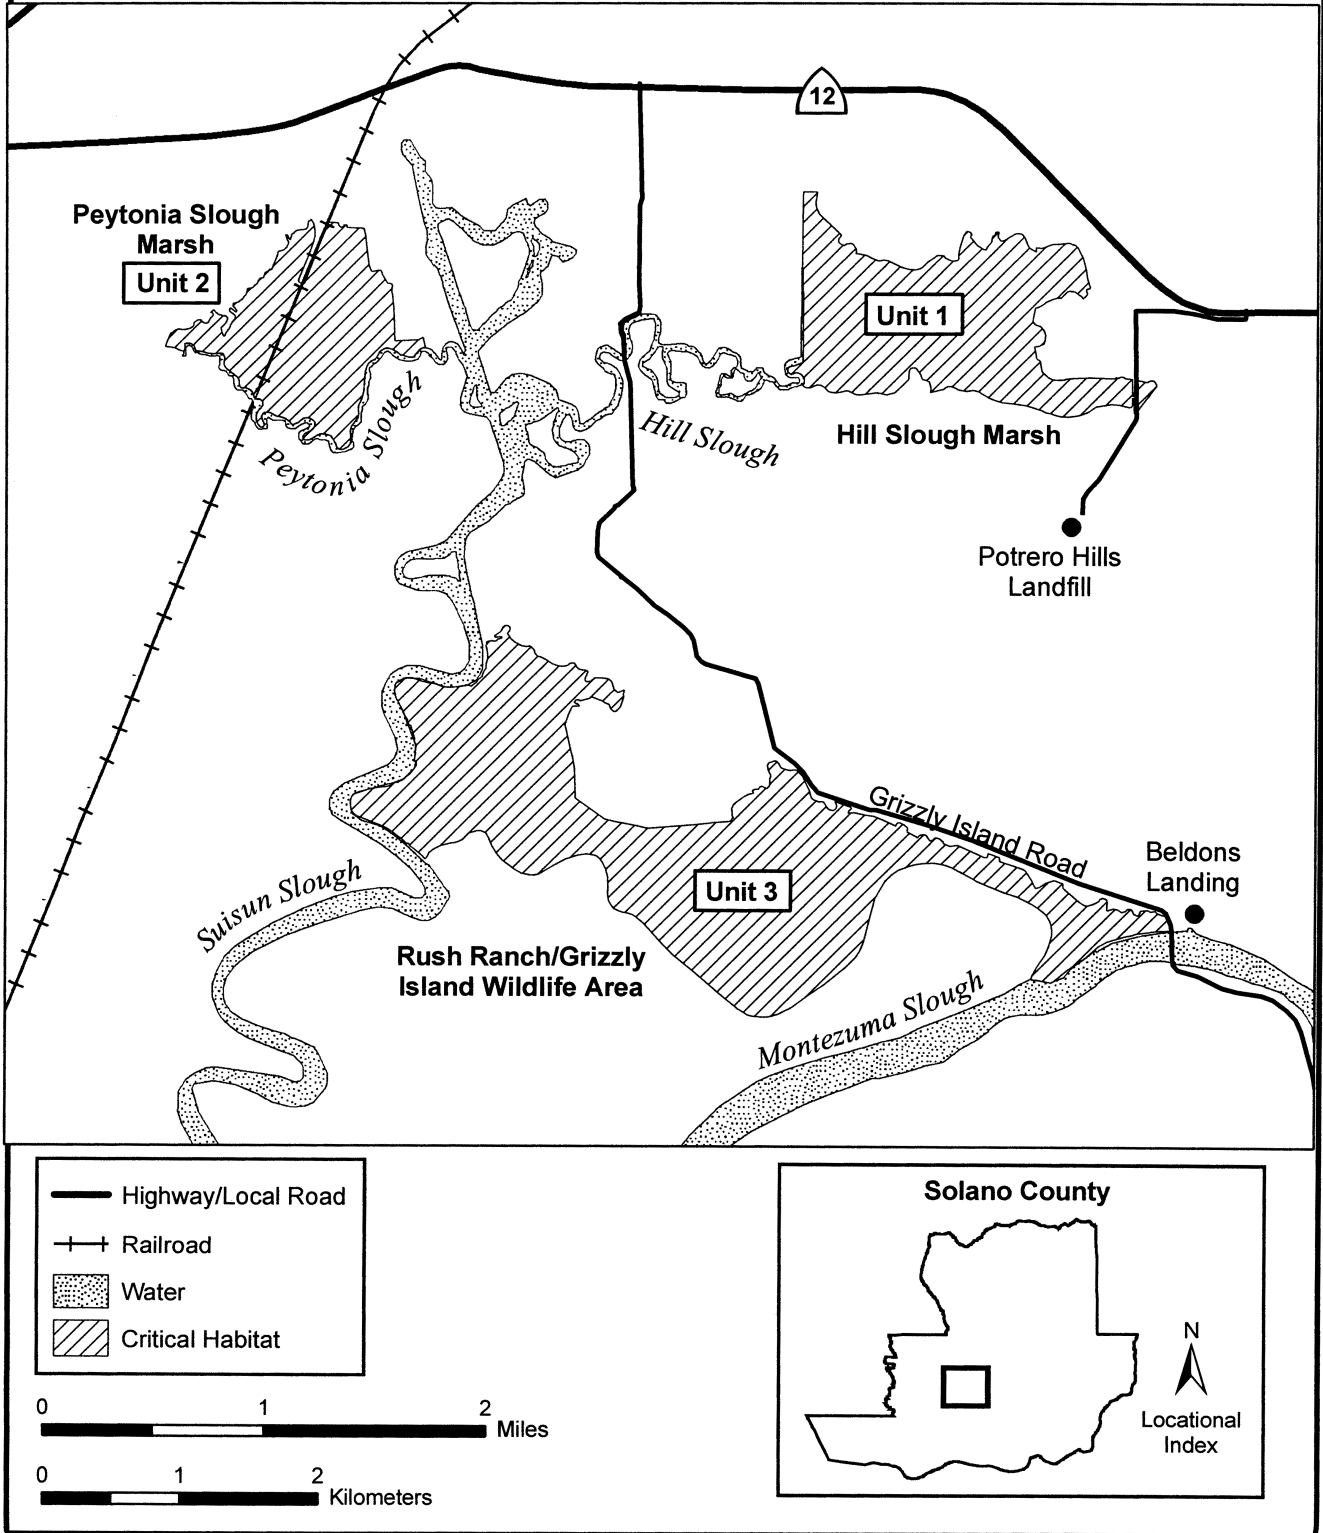 12
Peytonia Slough
Marsh
Unit 2
Unit 1
Peytonia Slough
Hill Slough
Hill Slough Marsh
Potrero Hills
Landfill
Grizzly Island Road
Beldons
Landing
Unit 3
Suisun Slough
Rush Ranch/Grizzly
Island Wildlife Area
Montezuma Slough
Highway/Local Road
Railroad
Water
Critical Habitat
0 1 2
Miles
0 1 2
Kilometers
Solano County
N
Locational
Index